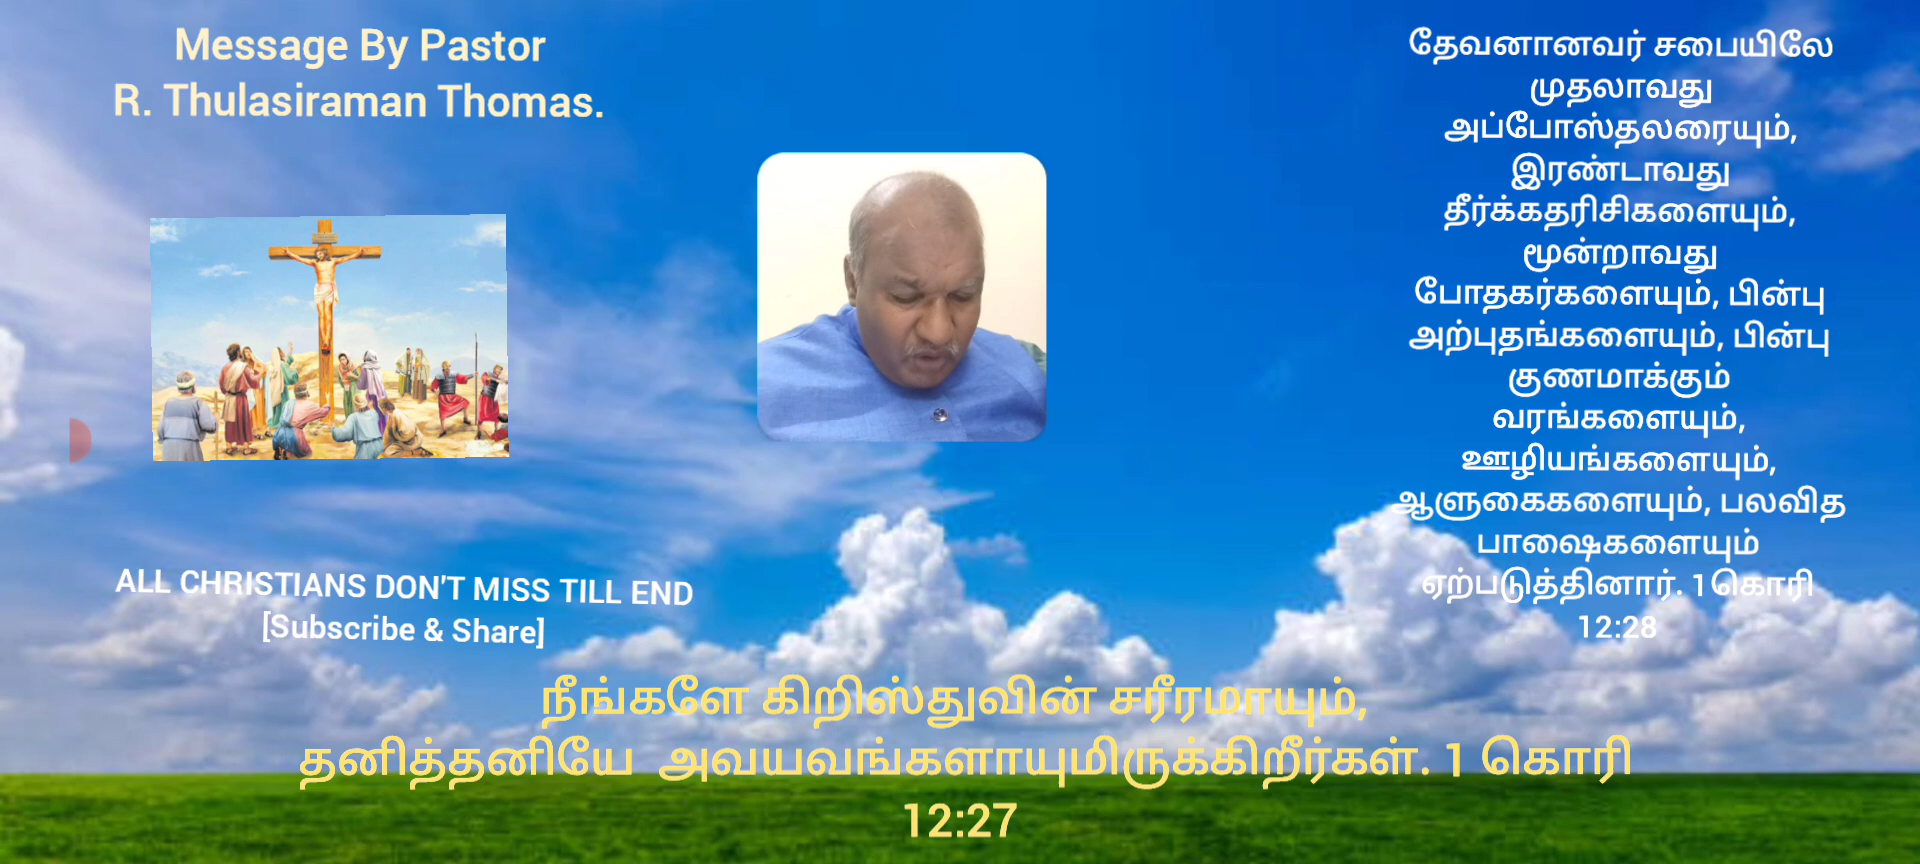 Message By Pastor
R. Thulasiraman Thomas.
ALL CHRISTIANS DON'T MISS TILL END
[Subscribe & Share]
தேவனானவர் சபையிலே
முதலாவது
அப்போஸ்தலரையும்,
இரண்டாவது
தீர்க்கதரிசிகளையும்,
மூன்றாவது
போதகர்களையும், பின்பு
அற்புதங்களையும், பின்பு
குணமாக்கும்
வரங்களையும்,
ஊழியங்களையும்,
ஆளுகைகளையும், பலவித
பாஷைகளையும்
ஏற்படுத்தினார். 1கொரி
12:28
நீங்களே கிறிஸ்துவின் சரீரமாயும்,
தனித்தனியே  அவயவங்களாயுமிருக்கிறீர்கள். 1 கொரி
12:27